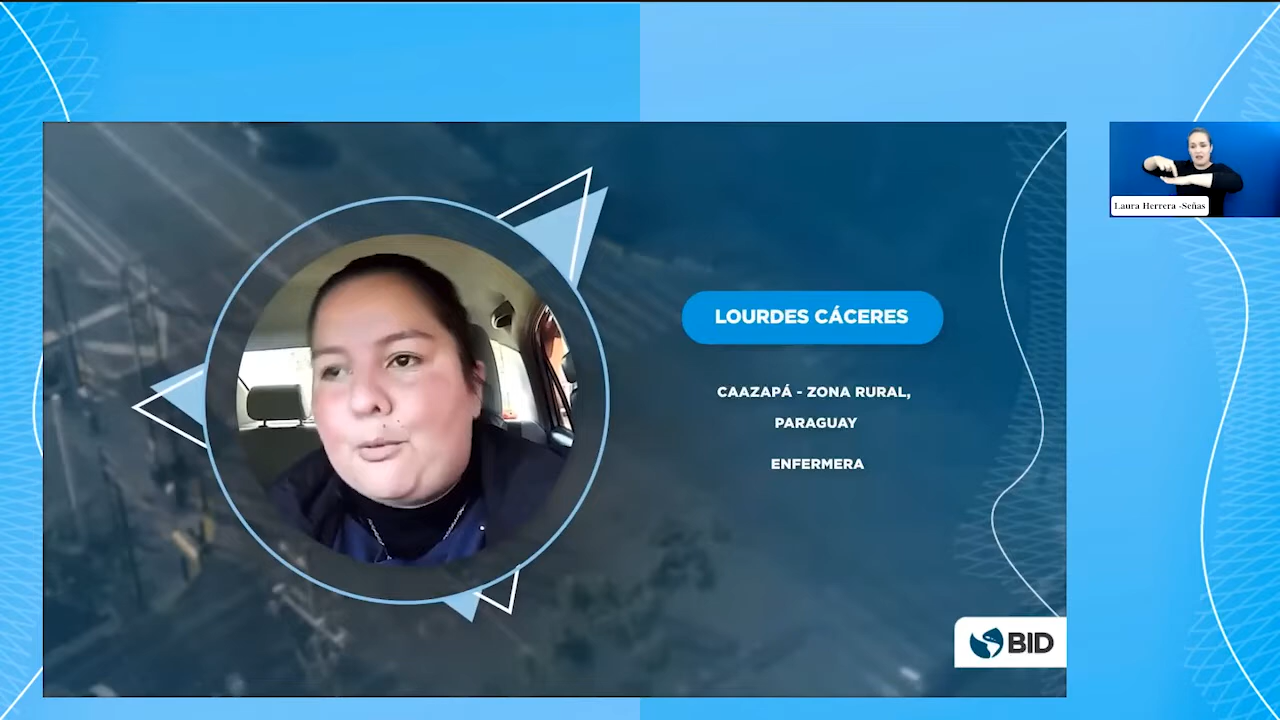 LOURDES CÁCERES
CAAZAPÁ - ZONA RURAL,
PARAGUAY
ENFERMERA
Laura Herrera -Señas
BID